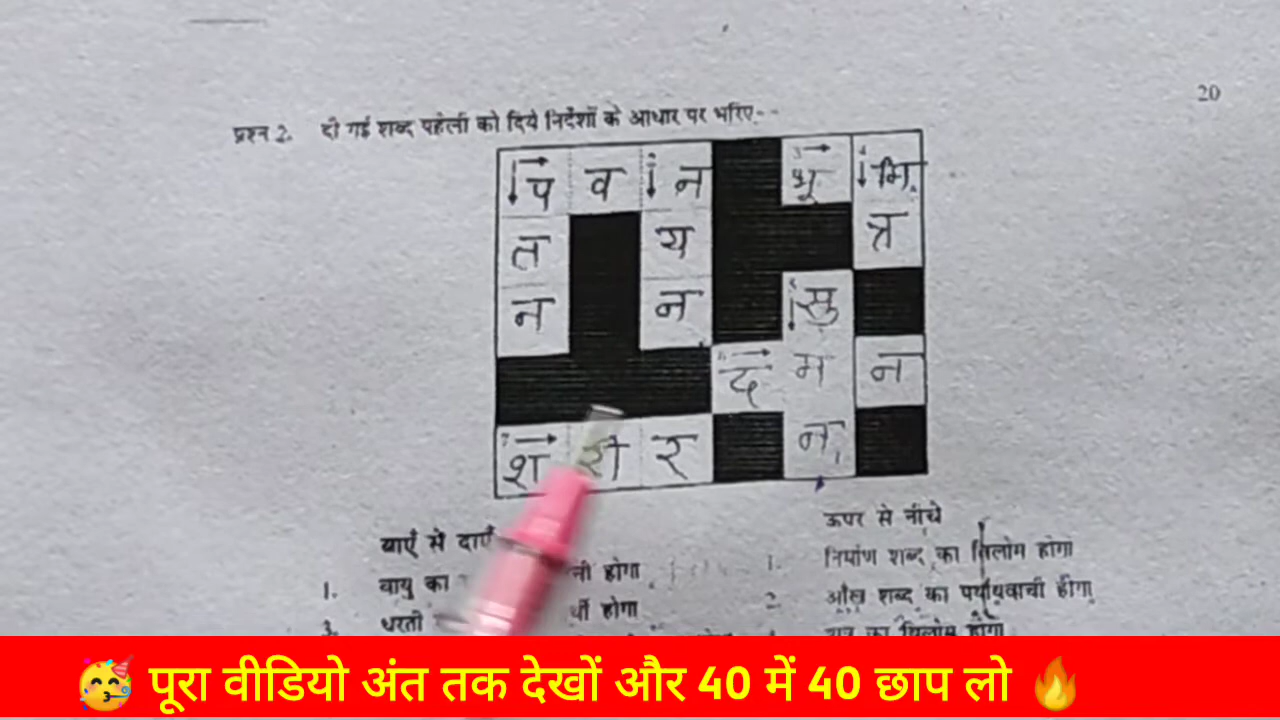 20
प्रश्न 2. दी गई शब्द पहेली को दिये निर्देशों के आधार पर भरिए--
प व न भू मि
त य त्र
न न सु
द म न
श री र न
बाएँ से दाएँ ऊपर से नीचे
1. वायु का नी होगा 1. निर्माण शब्द का विलोम होगा
3. धरती र्थी होगा 2. आँख शब्द का पर्यायवाची होगा
का विलोम होगा
🥳 पूरा वीडियो अंत तक देखों और 40 में 40 छाप लो 🔥